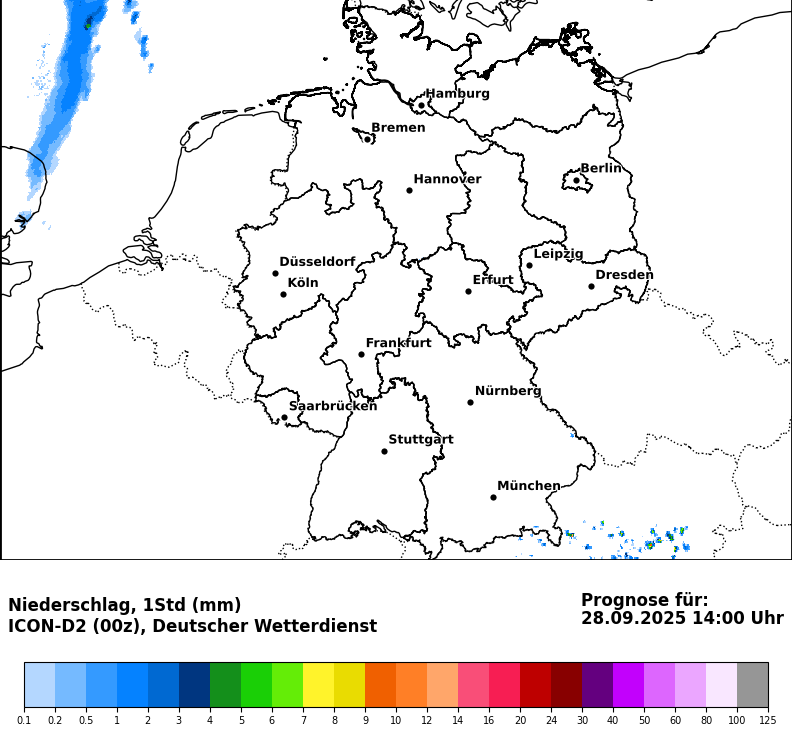 Hamburg
Bremen
Berlin
Hannover
Leipzig
Düsseldorf
Dresden
Köln
Erfurt
Frankfurt
Nürnberg
Saarbrücken
Stuttgart
München
Niederschlag, 1Std (mm)
ICON-D2 (00z), Deutscher Wetterdienst
Prognose für:
28.09.2025 14:00 Uhr
0.1 0.2 0.5 1 2 3 4 5 6 7 8 9 10 12 14 16 20 24 30 40 50 60 80 100 125